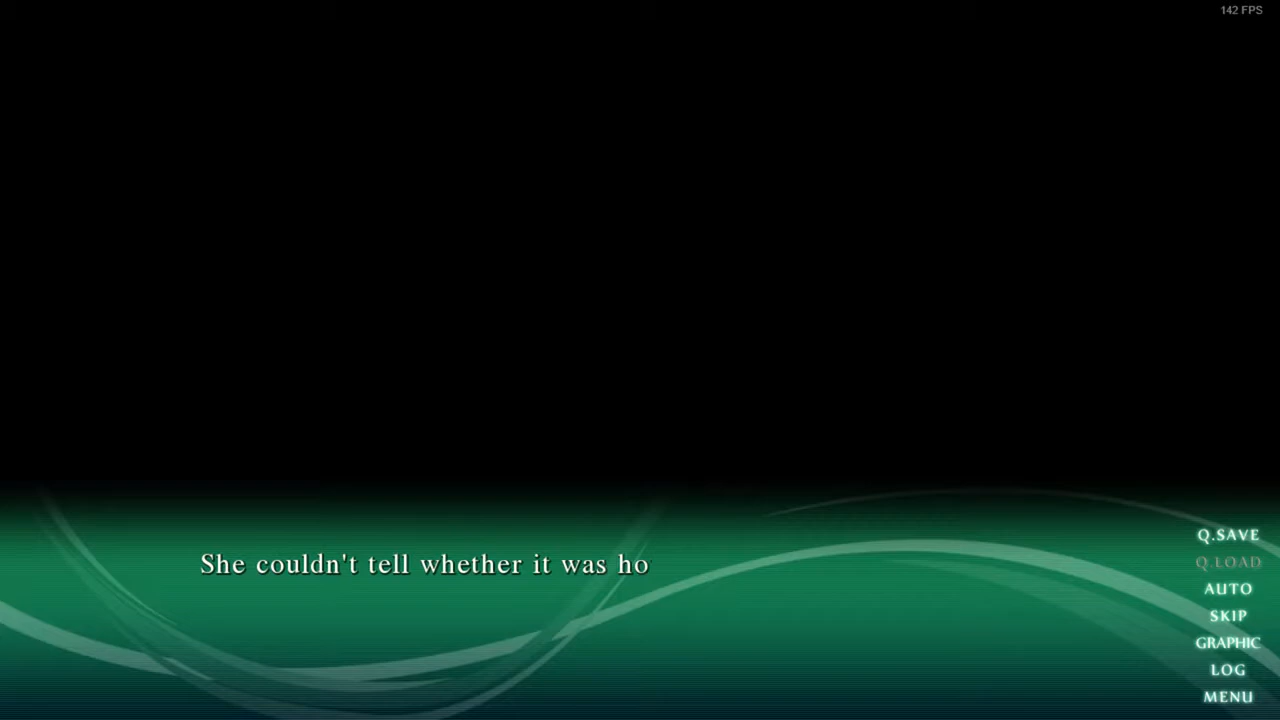 142 FPS
She couldn't tell whether it was ho
Q.SAVE
Q.LOAD
AUTO
SKIP
GRAPHIC
LOG
MENU